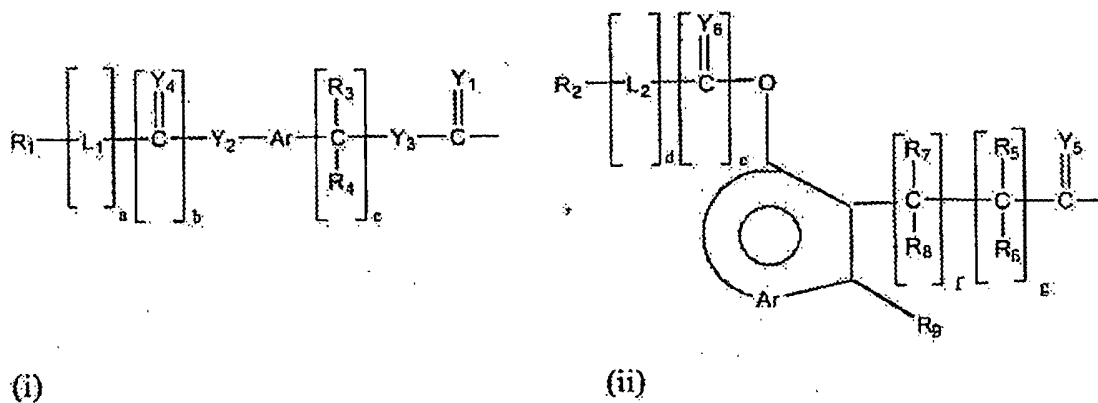 R₁ L₁ a Y₄ C b Y₂ Ar R₃ C R₄ c Y₃ Y₁ C
,
R₂ L₂ d Y₆ C e O Ar R₉ R₇ C R₈ f R₅ C R₆ g Y₅ C
(i)
(ii)